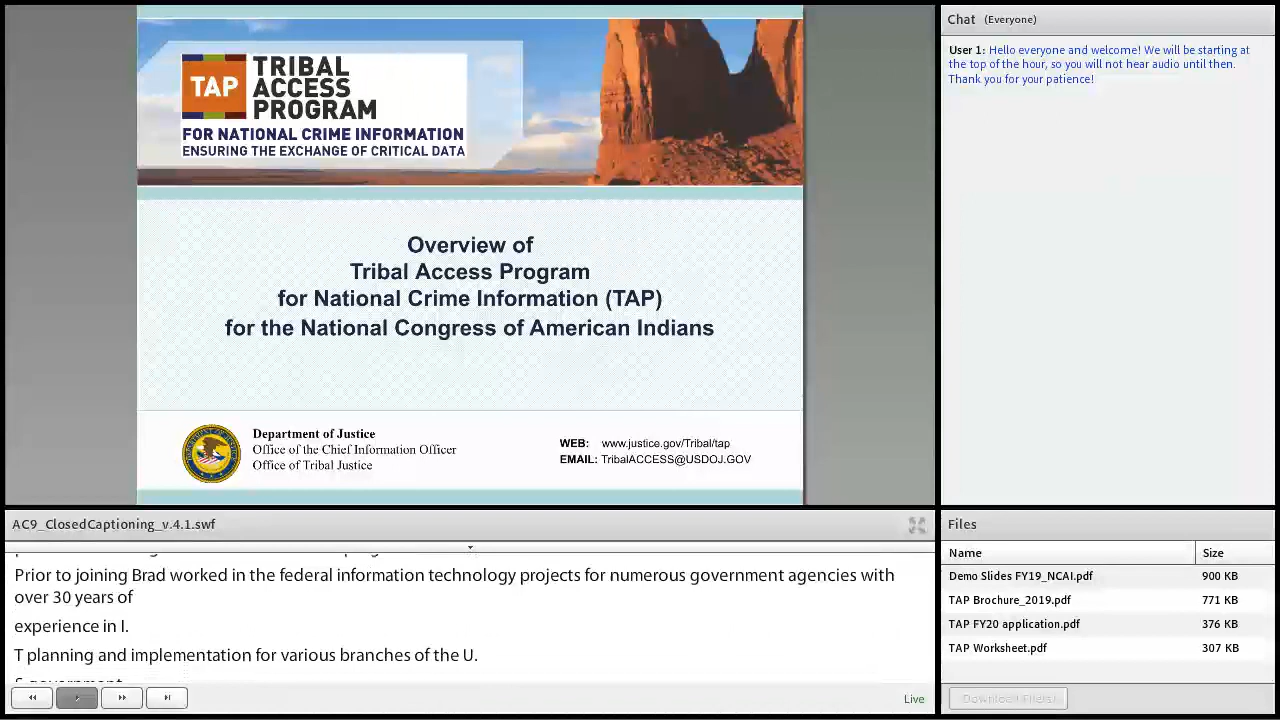 TAP
TRIBAL
ACCESS
PROGRAM
FOR NATIONAL CRIME INFORMATION
ENSURING THE EXCHANGE OF CRITICAL DATA
Overview of
Tribal Access Program
for National Crime Information (TAP)
for the National Congress of American Indians
Department of Justice
Office of the Chief Information Officer
Office of Tribal Justice
WEB: www.justice.gov/Tribal/tap
EMAIL: TribalACCESS@USDOJ.GOV
Chat (Everyone)
User 1: Hello everyone and welcome! We will be starting at
the top of the hour, so you will not hear audio until then.
Thank you for your patience!
AC9_ClosedCaptioning_v.4.1.swf
Prior to joining Brad worked in the federal information technology projects for numerous government agencies with
over 30 years of
experience in I.
T planning and implementation for various branches of the U.
S government
Live
Files
Name Size
Demo Slides FY19_NCAI.pdf 900 KB
TAP Brochure_2019.pdf 771 KB
TAP FY20 application.pdf 376 KB
TAP Worksheet.pdf 307 KB
Download File(s)